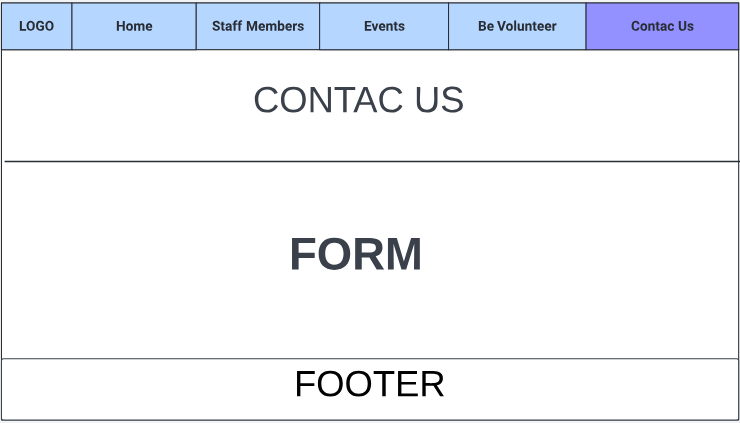 LOGO Home Staff Members Events Be Volunteer Contac Us
CONTAC US
FORM
FOOTER